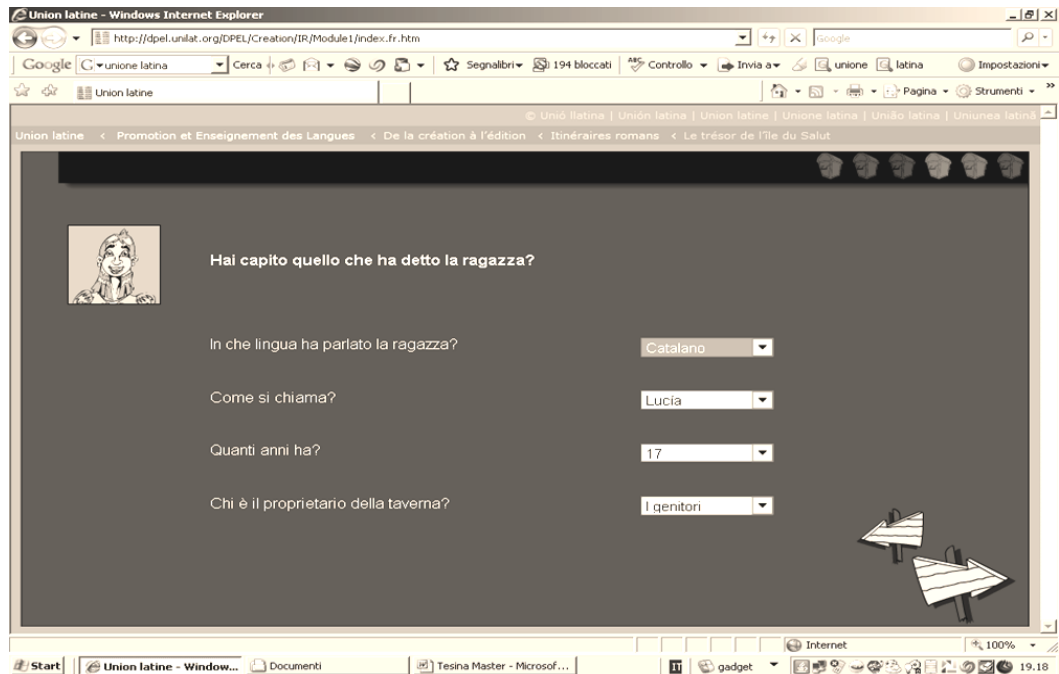 Union latine - Windows Internet Explorer
http://dpel.unilat.org/DPEL/Creation/IR/Module1/index.fr.htm
Google
Google unione latina Cerca Segnalibri 194 bloccati Controllo Invia a unione latina Impostazioni
Union latine Pagina Strumenti
© Unió llatina | Unión latina | Union latine | Unione latina | União latina | Uniunea latină
Union latine < Promotion et Enseignement des Langues < De la création à l'édition < Itinéraires romans < Le trésor de l'île du Salut
Hai capito quello che ha detto la ragazza?
In che lingua ha parlato la ragazza? Catalano
Come si chiama? Lucía
Quanti anni ha? 17
Chi è il proprietario della taverna? I genitori
Internet 100%
Start Union latine - Window... Documenti Tesina Master - Microsof... IT gadget 19.18